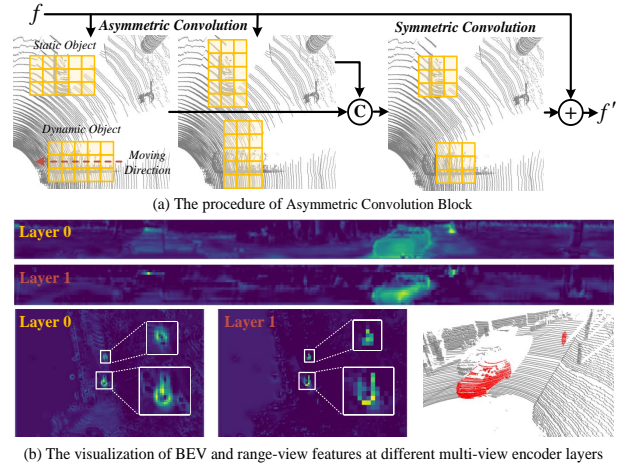 f
Asymmetric Convolution
Symmetric Convolution
Static Object
Dynamic Object
Moving
Direction
C
+
f'
(a) The procedure of Asymmetric Convolution Block
Layer 0
Layer 1
Layer 0
Layer 1
(b) The visualization of BEV and range-view features at different multi-view encoder layers